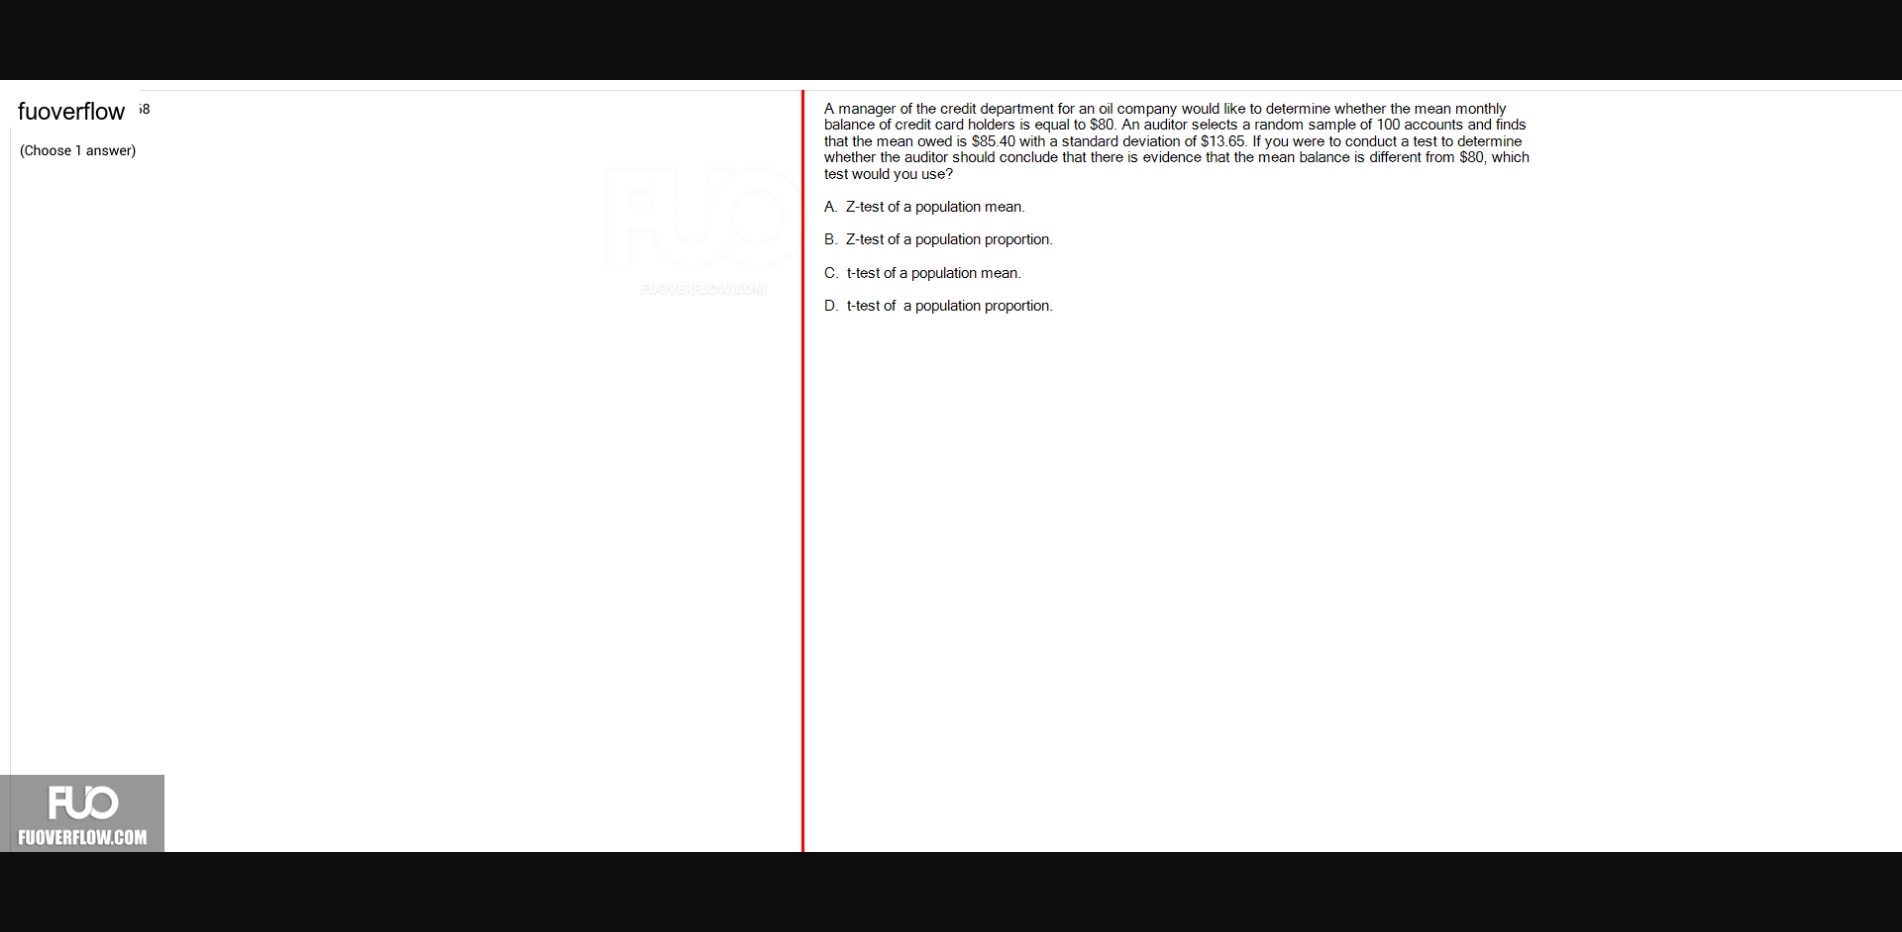 fuoverflow
68
(Choose 1 answer)
A manager of the credit department for an oil company would like to determine whether the mean monthly
balance of credit card holders is equal to $80. An auditor selects a random sample of 100 accounts and finds
that the mean owed is $85.40 with a standard deviation of $13.65. If you were to conduct a test to determine
whether the auditor should conclude that there is evidence that the mean balance is different from $80, which
test would you use?
A. Z-test of a population mean.
B. Z-test of a population proportion.
C. t-test of a population mean.
D. t-test of  a population proportion.
FUO
FUOVERFLOW.COM
FUO
FUOVERFLOW.COM